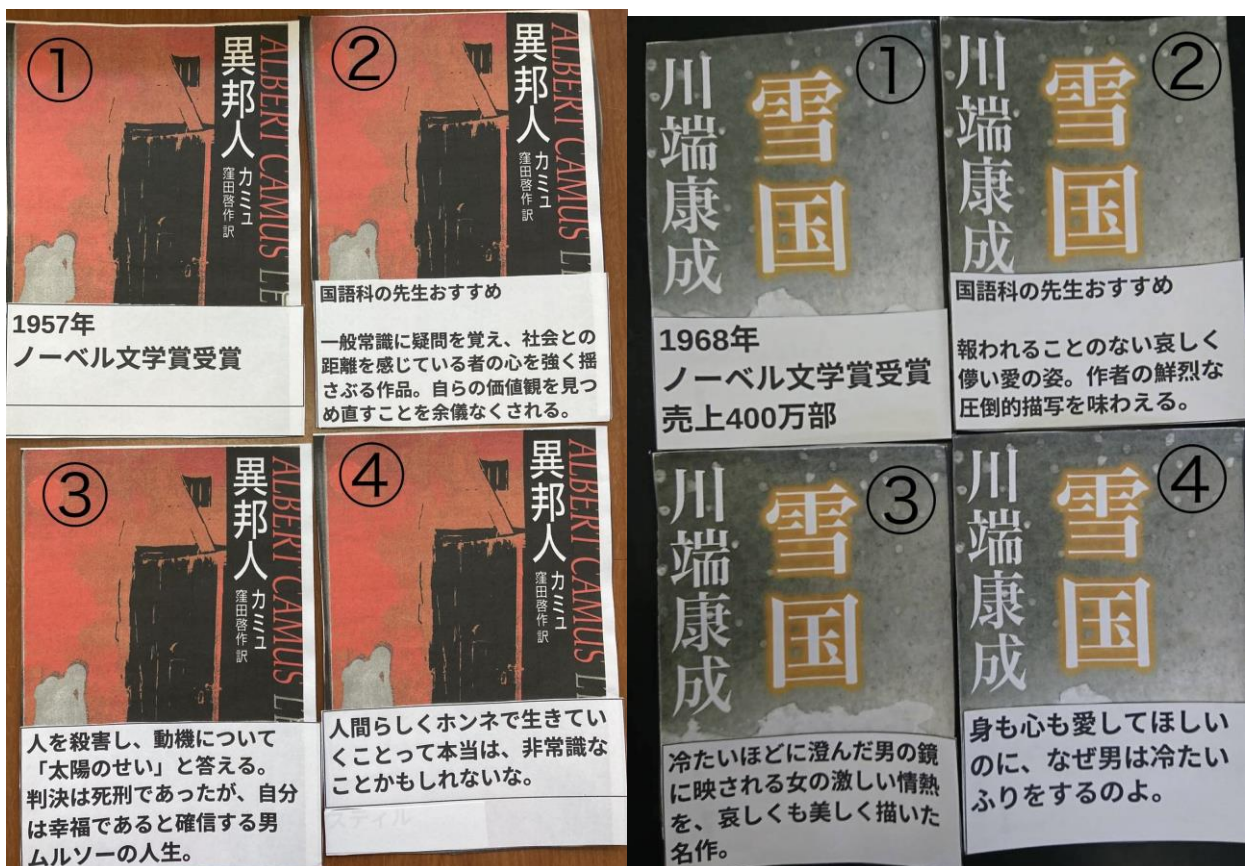 ①
異邦人
カミュ
窪田啓作 訳
ALBERT CAMUS LE
1957年
ノーベル文学賞受賞
②
異邦人
カミュ
窪田啓作 訳
ALBERT CAMUS LE
国語科の先生おすすめ
一般常識に疑問を覚え、社会との
距離を感じている者の心を強く揺
さぶる作品。自らの価値観を見つ
め直すことを余儀なくされる。
③
異邦人
カミュ
窪田啓作 訳
ALBERT CAMUS LE
人を殺害し、動機について
「太陽のせい」と答える。
判決は死刑であったが、自分
は幸福であると確信する男
ムルソーの人生。
④
異邦人
カミュ
窪田啓作 訳
ALBERT CAMUS
人間らしくホンネで生きてい
くことって本当は、非常識な
ことかもしれないな。
①
雪国
川端康成
1968年
ノーベル文学賞受賞
売上400万部
②
雪国
川端康成
国語科の先生おすすめ
報われることのない哀しく
儚い愛の姿。作者の鮮烈な
圧倒的描写を味わえる。
③
雪国
川端康成
冷たいほどに澄んだ男の鏡
に映される女の激しい情熱
を、哀しくも美しく描いた
名作。
④
雪国
川端康成
身も心も愛してほしい
のに、なぜ男は冷たい
ふりをするのよ。